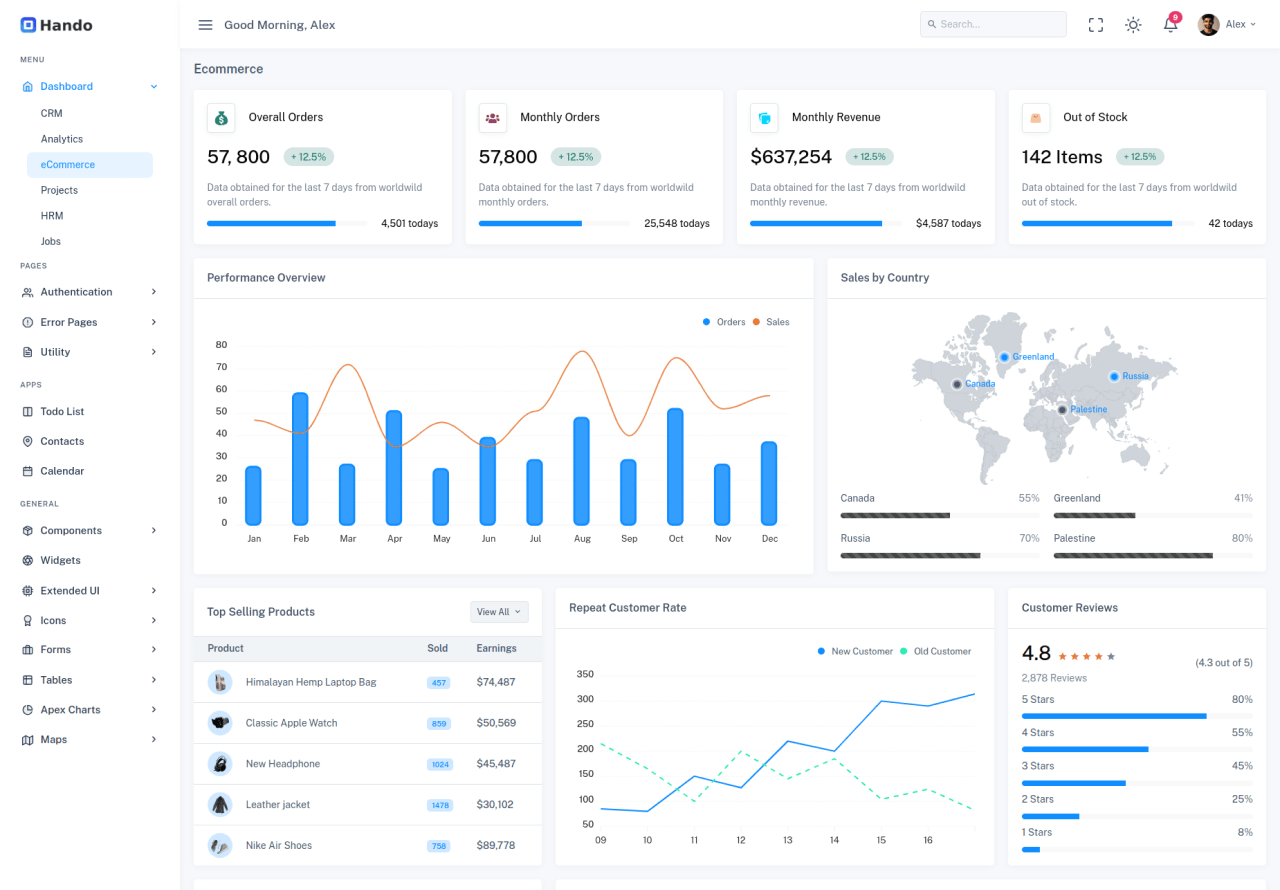 Hando
Good Morning, Alex
Search...
9
Alex
MENU
Dashboard
CRM
Analytics
eCommerce
Projects
HRM
Jobs
PAGES
Authentication
Error Pages
Utility
APPS
Todo List
Contacts
Calendar
GENERAL
Components
Widgets
Extended UI
Icons
Forms
Tables
Apex Charts
Maps
Ecommerce
Overall Orders
57, 800 + 12.5%
Data obtained for the last 7 days from worldwild
overall orders.
4,501 todays
Monthly Orders
57,800 + 12.5%
Data obtained for the last 7 days from worldwild
monthly orders.
25,548 todays
Monthly Revenue
$637,254 + 12.5%
Data obtained for the last 7 days from worldwild
monthly revenue.
$4,587 todays
Out of Stock
142 Items + 12.5%
Data obtained for the last 7 days from worldwild
out of stock.
42 todays
Performance Overview
Orders Sales
80
70
60
50
40
30
20
10
0
Jan Feb Mar Apr May Jun Jul Aug Sep Oct Nov Dec
Sales by Country
Greenland
Russia
Canada
Palestine
Canada 55% Greenland 41%
Russia 70% Palestine 80%
Top Selling Products View All
Product Sold Earnings
Himalayan Hemp Laptop Bag 457 $74,487
Classic Apple Watch 859 $50,569
New Headphone 1024 $45,487
Leather jacket 1478 $30,102
Nike Air Shoes 758 $89,778
Repeat Customer Rate
New Customer Old Customer
350
300
250
200
150
100
50
09 10 11 12 13 14 15 16
Customer Reviews
4.8 (4.3 out of 5)
2,878 Reviews
5 Stars 80%
4 Stars 55%
3 Stars 45%
2 Stars 25%
1 Stars 8%